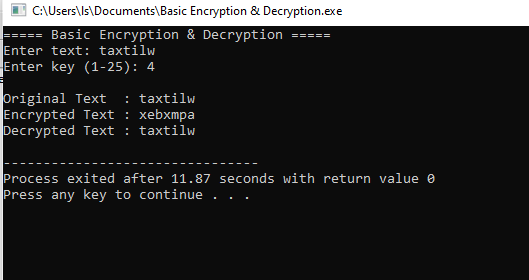 C:\Users\ls\Documents\Basic Encryption & Decryption.exe
===== Basic Encryption & Decryption =====
Enter text: taxtilw
Enter key (1-25): 4
Original Text  : taxtilw
Encrypted Text : xebxmpa
Decrypted Text : taxtilw
--------------------------------
Process exited after 11.87 seconds with return value 0
Press any key to continue . . .